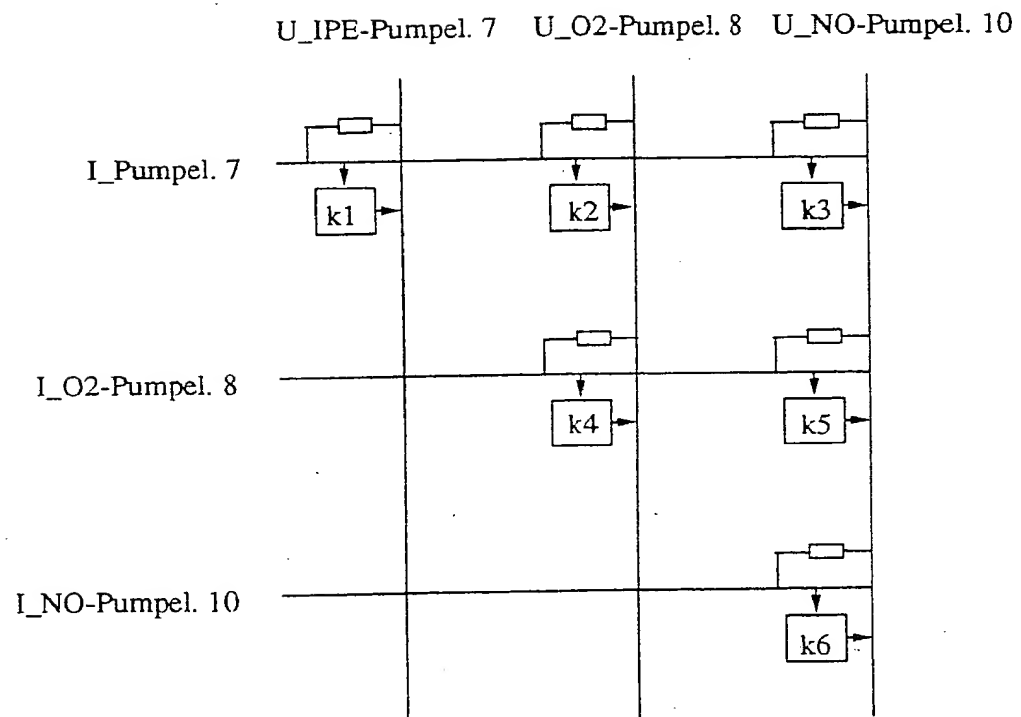 U_IPE-Pumpel. 7 U_O2-Pumpel. 8 U_NO-Pumpel. 10
I_Pumpel. 7
k1 k2 k3
I_O2-Pumpel. 8
k4 k5
I_NO-Pumpel. 10
k6